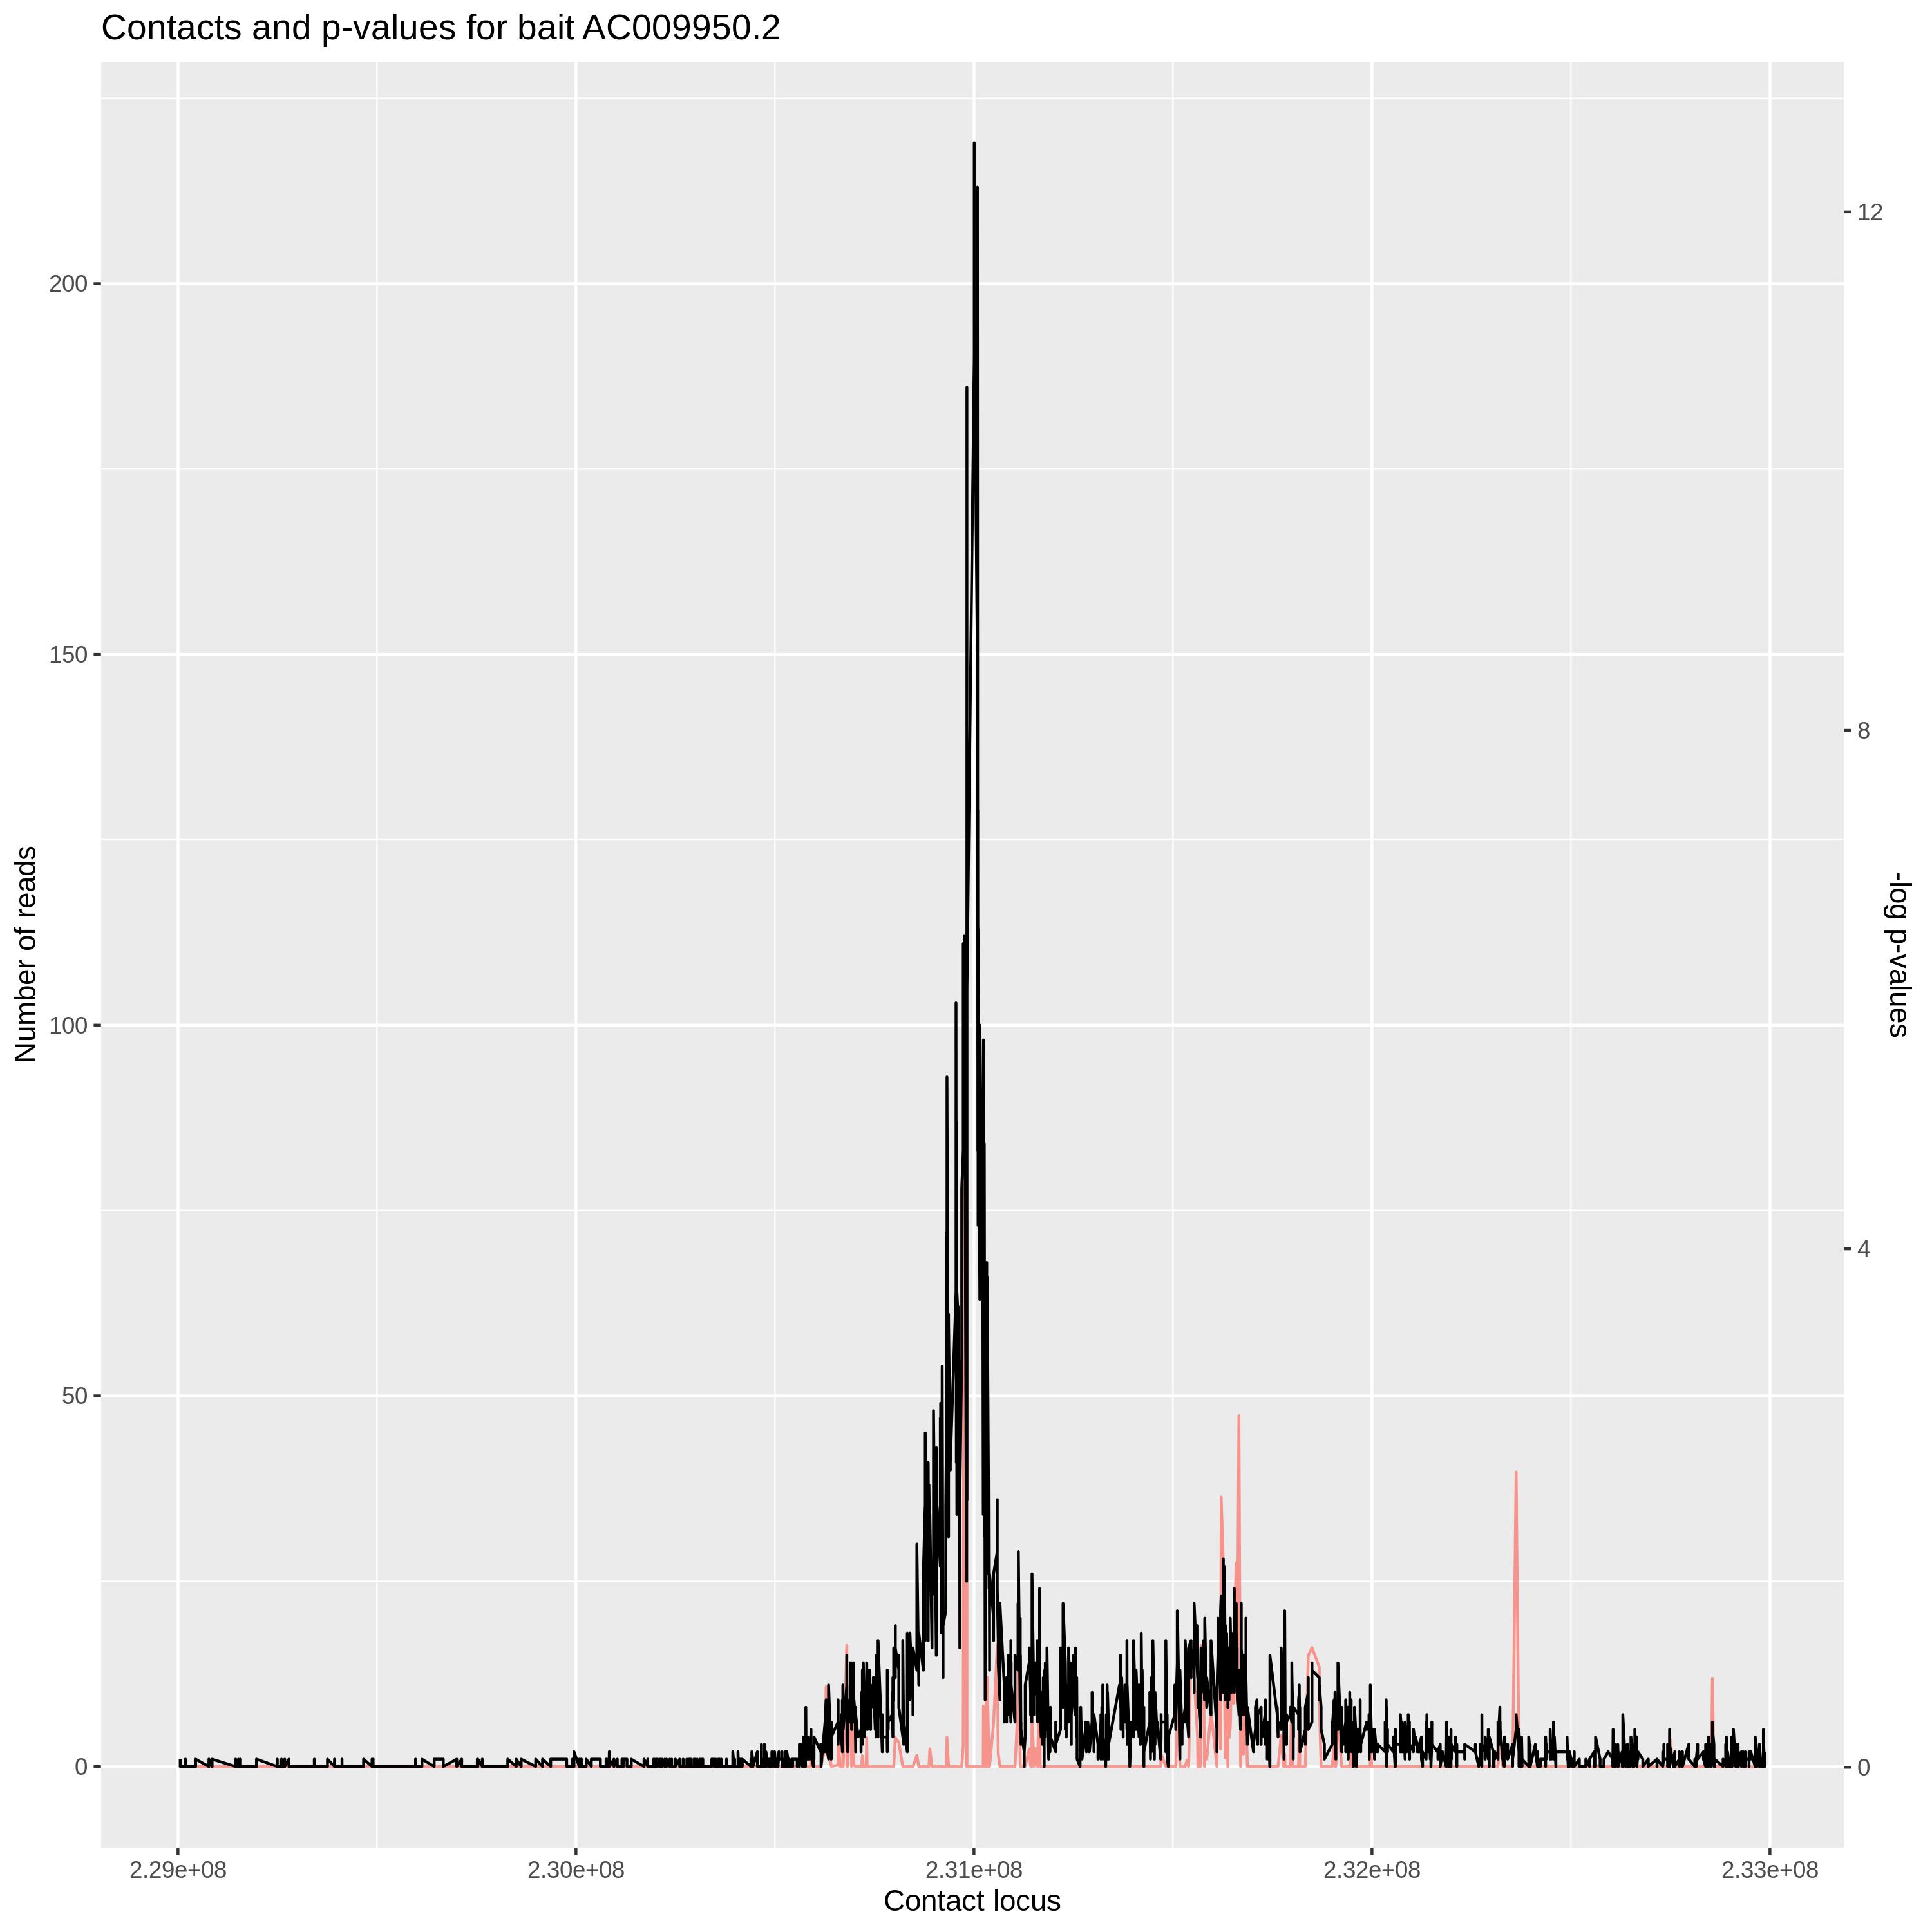 Contacts and p-values for bait AC009950.2
Number of reads
200
150
100
50
0
12
8
4
0
-log p-values
2.29e+08 2.30e+08 2.31e+08 2.32e+08 2.33e+08
Contact locus